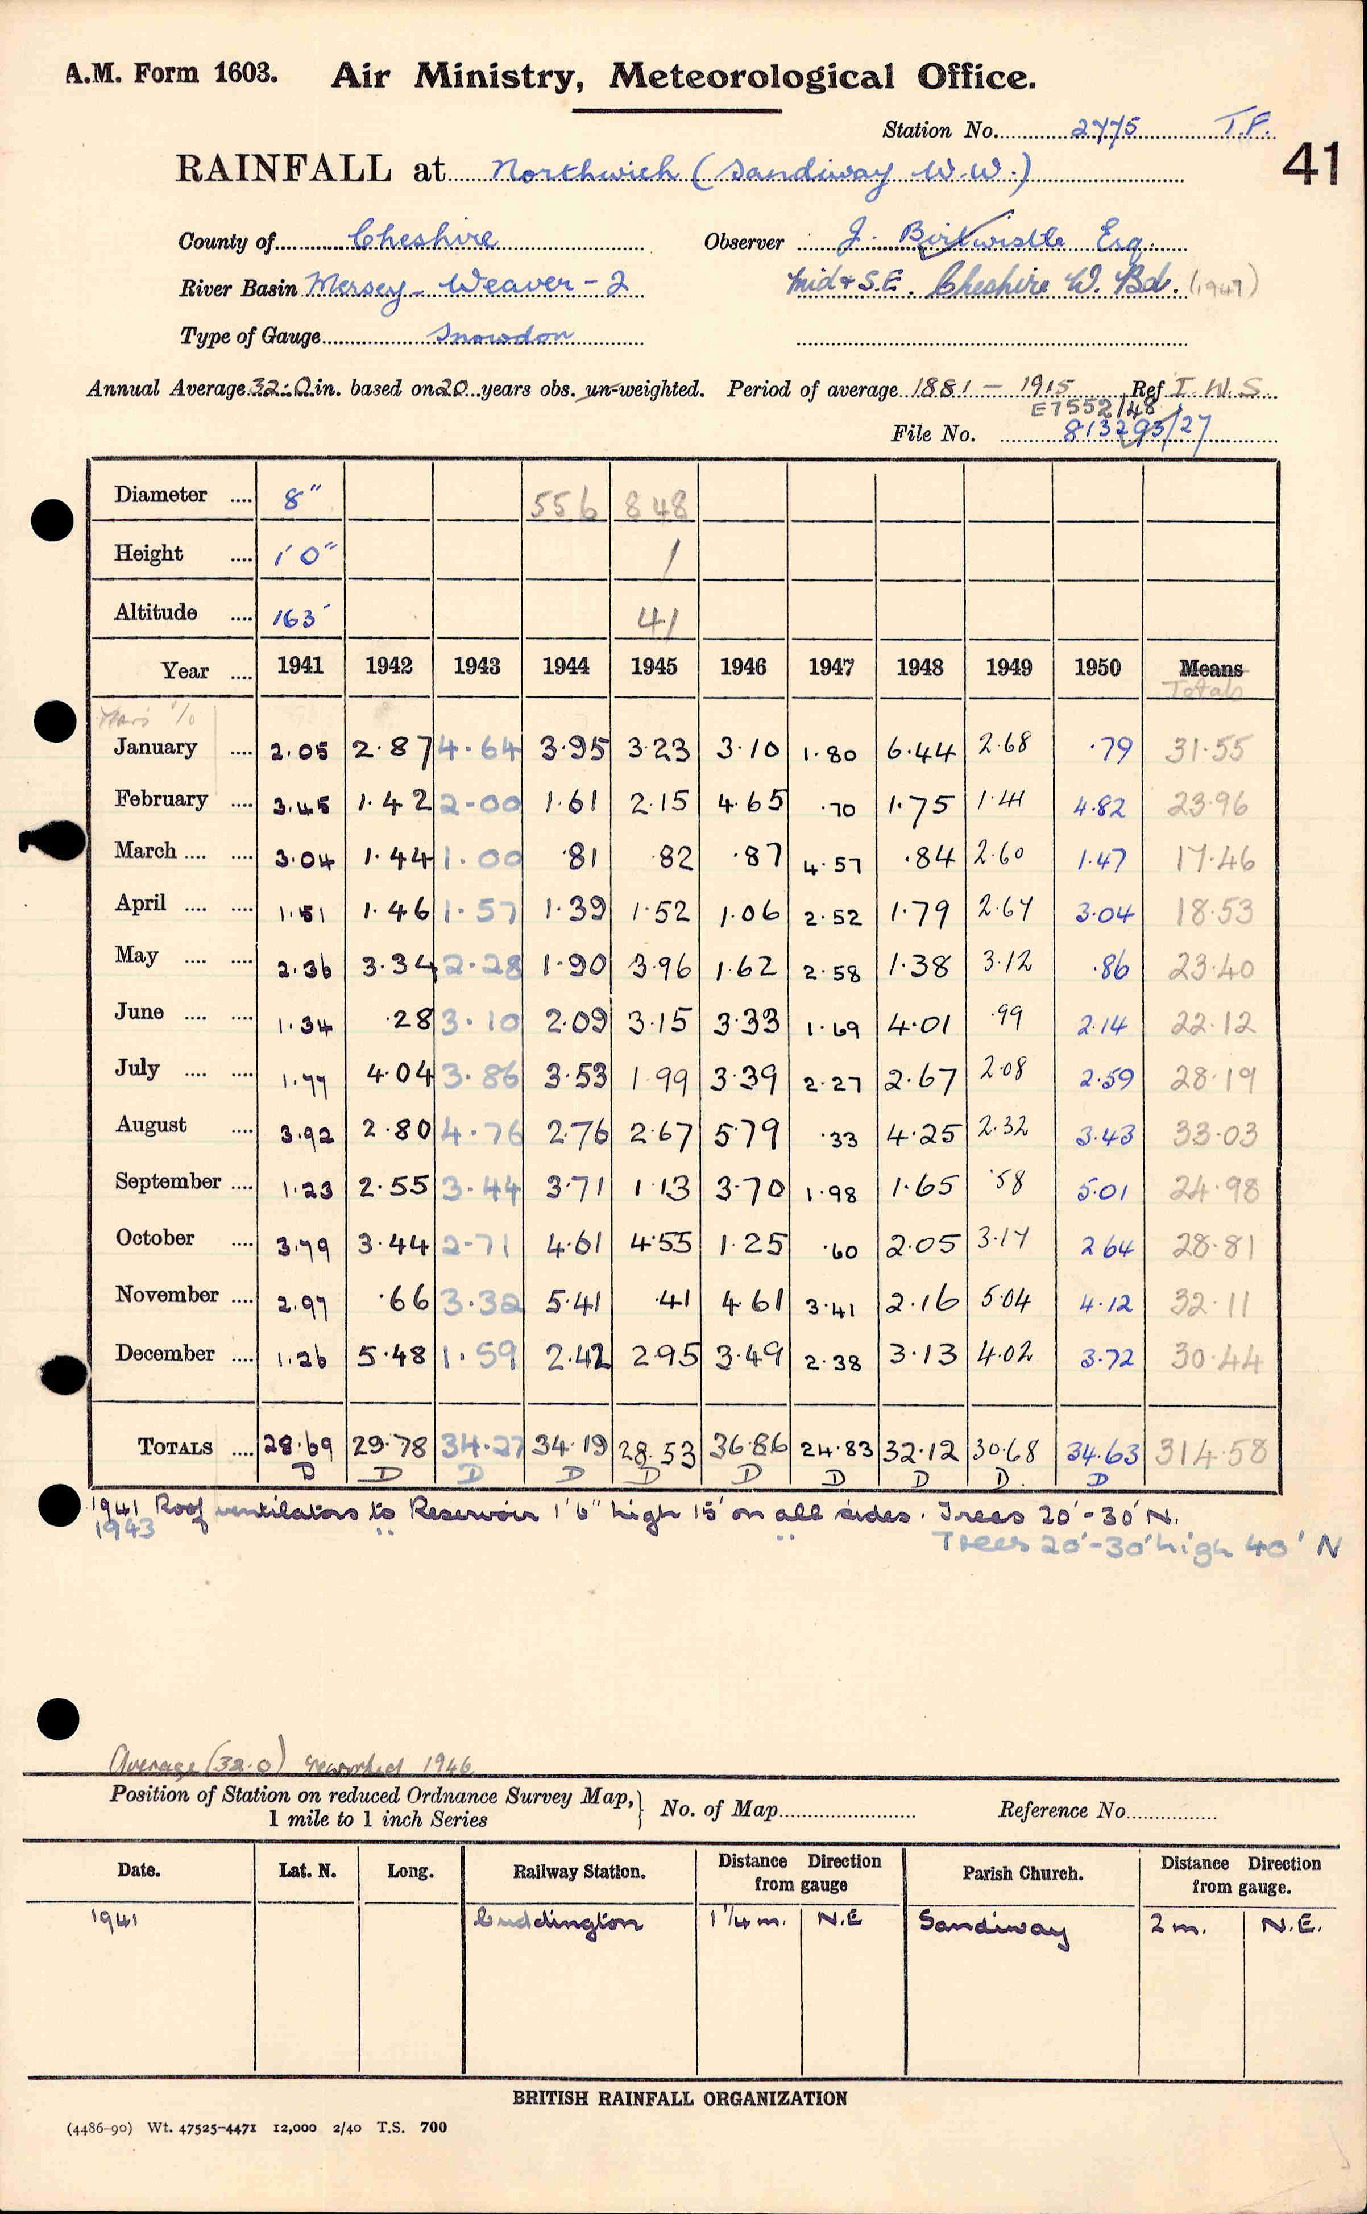 A.M. Form 1603. Air Ministry, Meteorological Office.
Station No. 2775 T.P.
41
RAINFALL at Northwich (Sandiway W.W.)
County of Cheshire Observer J. Birtwistle Esq.
River Basin Mersey - Weaver - 2 Mid & S.E. Cheshire W. Bd. (1947)
Type of Gauge Snowdon
Annual Average 32.0 in. based on 20 years obs. un-weighted. Period of average 1881 - 1915 Ref I.W.S.
E7552/48
File No. 813293/27
Diameter .... 8" 556 848
Height .... 1'0" 1
Altitude .... 163' 41
Year .... 1941 1942 1943 1944 1945 1946 1947 1948 1949 1950 Means
Totals
January .... 2.05 2.87 4.64 3.95 3.23 3.10 1.80 6.44 2.68 .79 31.55
February .... 3.45 1.42 2.00 1.61 2.15 4.65 .70 1.75 1.41 4.82 23.96
March .... .... 3.04 1.44 1.00 .81 .82 .87 4.57 .84 2.60 1.47 17.46
April .... .... 1.51 1.46 1.57 1.39 1.52 1.06 2.52 1.79 2.67 3.04 18.53
May .... .... 2.36 3.34 2.28 1.90 3.96 1.62 2.58 1.38 3.12 .86 23.40
June .... .... 1.34 .28 3.10 2.09 3.15 3.33 1.69 4.01 .99 2.14 22.12
July .... .... 1.77 4.04 3.86 3.53 1.99 3.39 2.27 2.67 2.08 2.59 28.19
August .... 3.92 2.80 4.76 2.76 2.67 5.79 .33 4.25 2.32 3.43 33.03
September .... 1.23 2.55 3.44 3.71 1.13 3.70 1.98 1.65 .58 5.01 24.98
October .... 3.79 3.44 2.71 4.61 4.55 1.25 .60 2.05 3.17 2.64 28.81
November .... 2.97 .66 3.32 5.41 .41 4.61 3.41 2.16 5.04 4.12 32.11
December .... 1.26 5.48 1.59 2.42 2.95 3.49 2.38 3.13 4.02 3.72 30.44
TOTALS .... 28.69 29.78 34.27 34.19 28.53 36.86 24.83 32.12 30.68 34.63 314.58
D D D D D D D D D. D
1941 Roof ventilators to Reservoir 1'6" high 15' on all sides. Trees 20'-30' N.
1943 " " Trees 20'-30' high 40' N
Average (32.0) reworked 1946
Position of Station on reduced Ordnance Survey Map, } No. of Map Reference No.
1 mile to 1 inch Series
Date. Lat. N. Long. Railway Station. Distance Direction from gauge Parish Church. Distance Direction from gauge.
1941 Cuddington 1 1/4 m. N.E Sandiway 2 m. N.E.
BRITISH RAINFALL ORGANIZATION
(4486-90) Wt. 47525-4471 12,000 2/40 T.S. 700